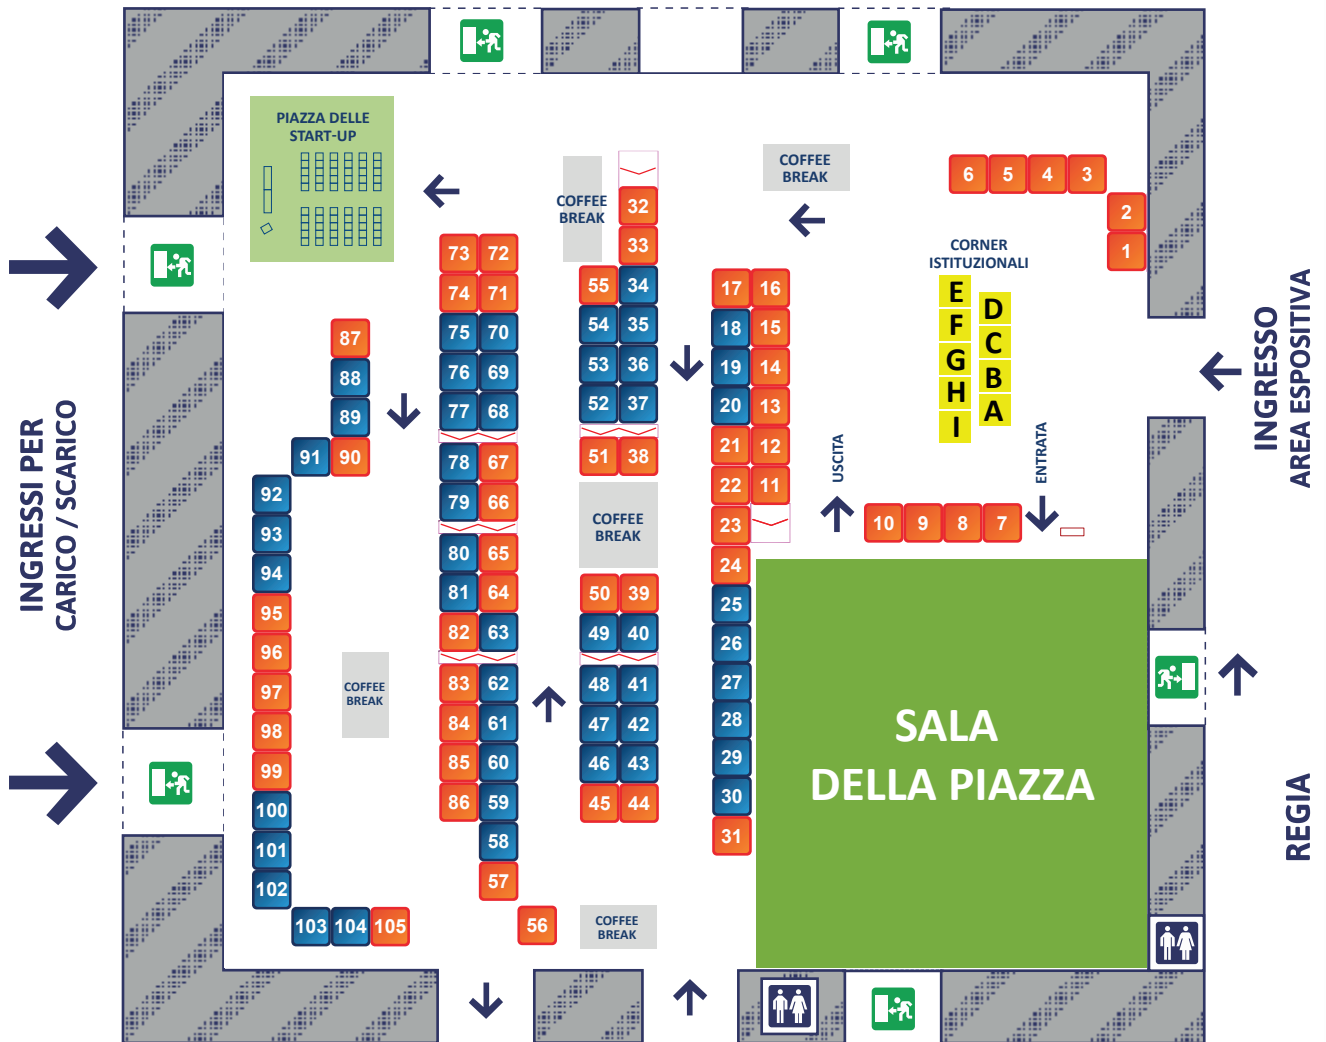 PIAZZA DELLE
START-UP
COFFEE
BREAK
COFFEE
BREAK
6 5 4 3
2
1
CORNER
ISTITUZIONALI
E
F
G
H
I
D
C
B
A
INGRESSO
AREA ESPOSITIVA
INGRESSI PER
CARICO / SCARICO
32
33
55 34
54 35
53 36
52 37
51 38
COFFEE
BREAK
50 39
49 40
48 41
47 42
46 43
45 44
COFFEE
BREAK
73 72
74 71
75 70
76 69
77 68
78 67
79 66
80 65
81 64
82 63
83 62
84 61
85 60
86 59
58
57
56
17 16
18 15
19 14
20 13
21 12
22 11
23
24
25
26
27
28
29
30
31
USCITA
ENTRATA
10 9 8 7
87
88
89
91 90
92
93
94
95
96
97
98
99
100
101
102
103 104 105
COFFEE
BREAK
SALA
DELLA PIAZZA
REGIA